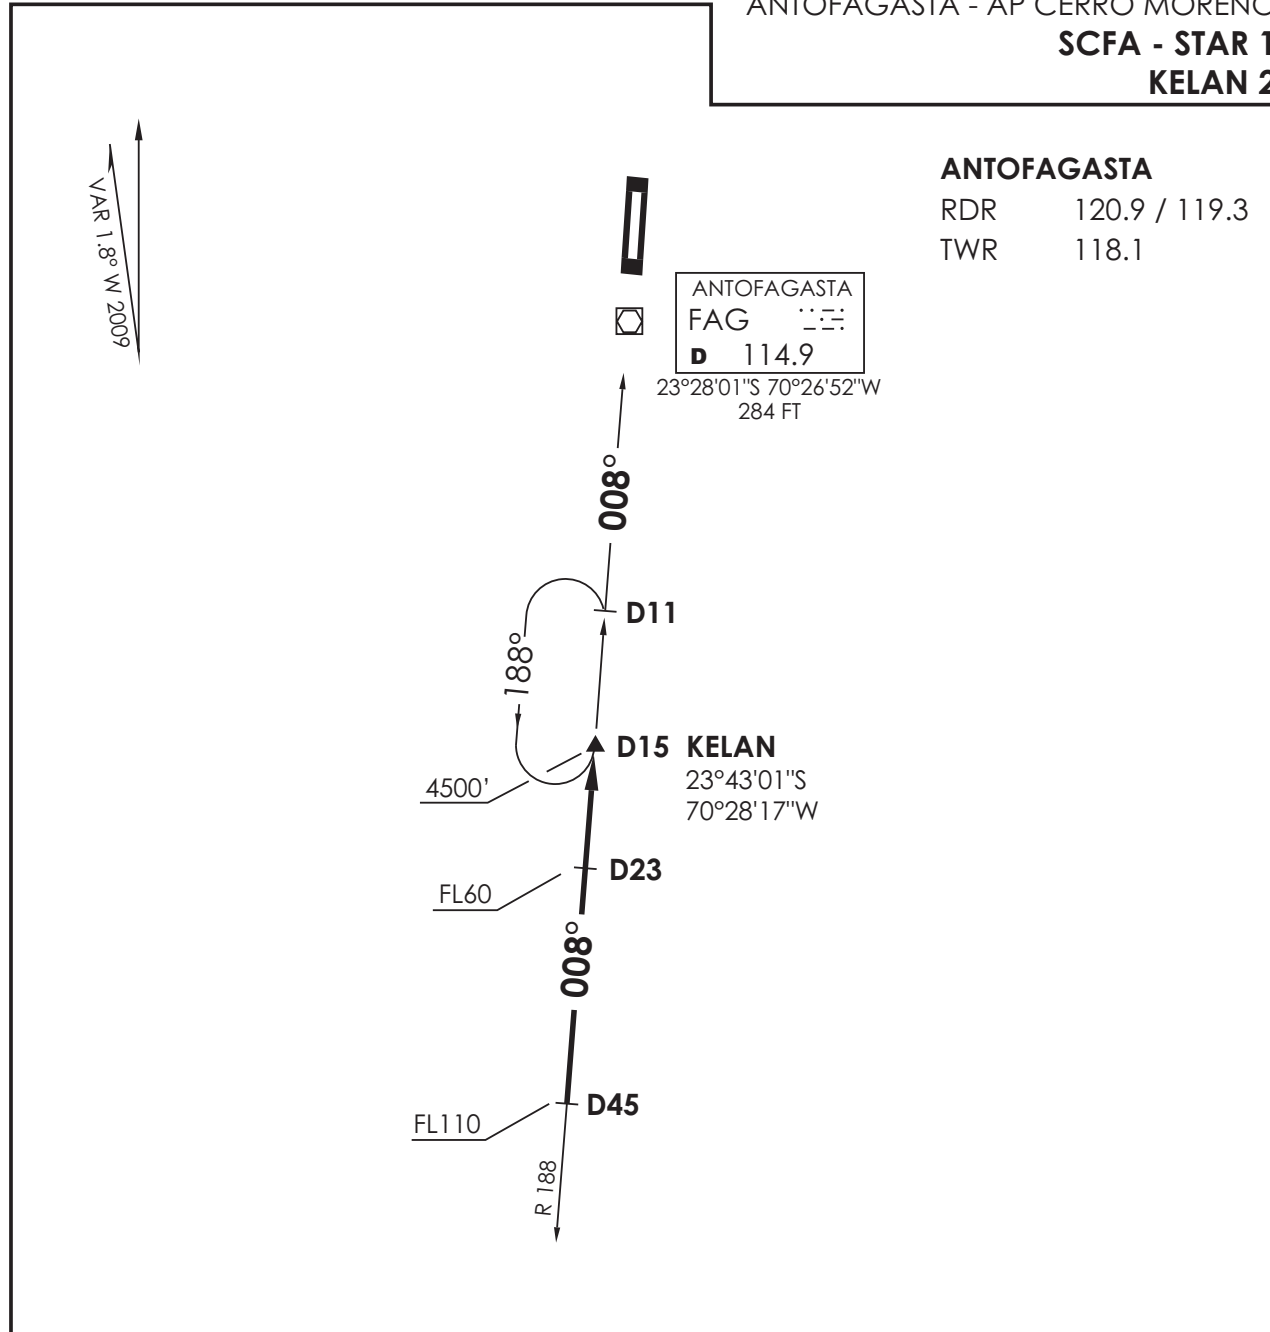 ANTOFAGASTA - AP CERRO MORENO
SCFA - STAR 1
KELAN 2
VAR 1.8° W 2009
ANTOFAGASTA
RDR 120.9 / 119.3
TWR 118.1
ANTOFAGASTA
FAG
D 114.9
23°28'01"S 70°26'52"W
284 FT
008°
D11
188°
D15 KELAN
23°43'01"S
70°28'17"W
4500'
D23
FL60
008°
D45
FL110
R 188